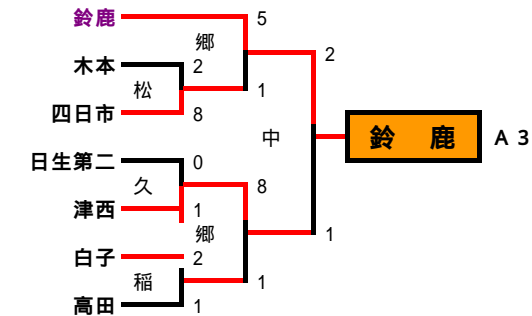 鈴鹿 5
郷 2
木本 2
松 1
四日市 8
中 鈴 鹿 A 3
日生第二 0
久 8
津西 1
郷 1
白子 2
稲 1
高田 1